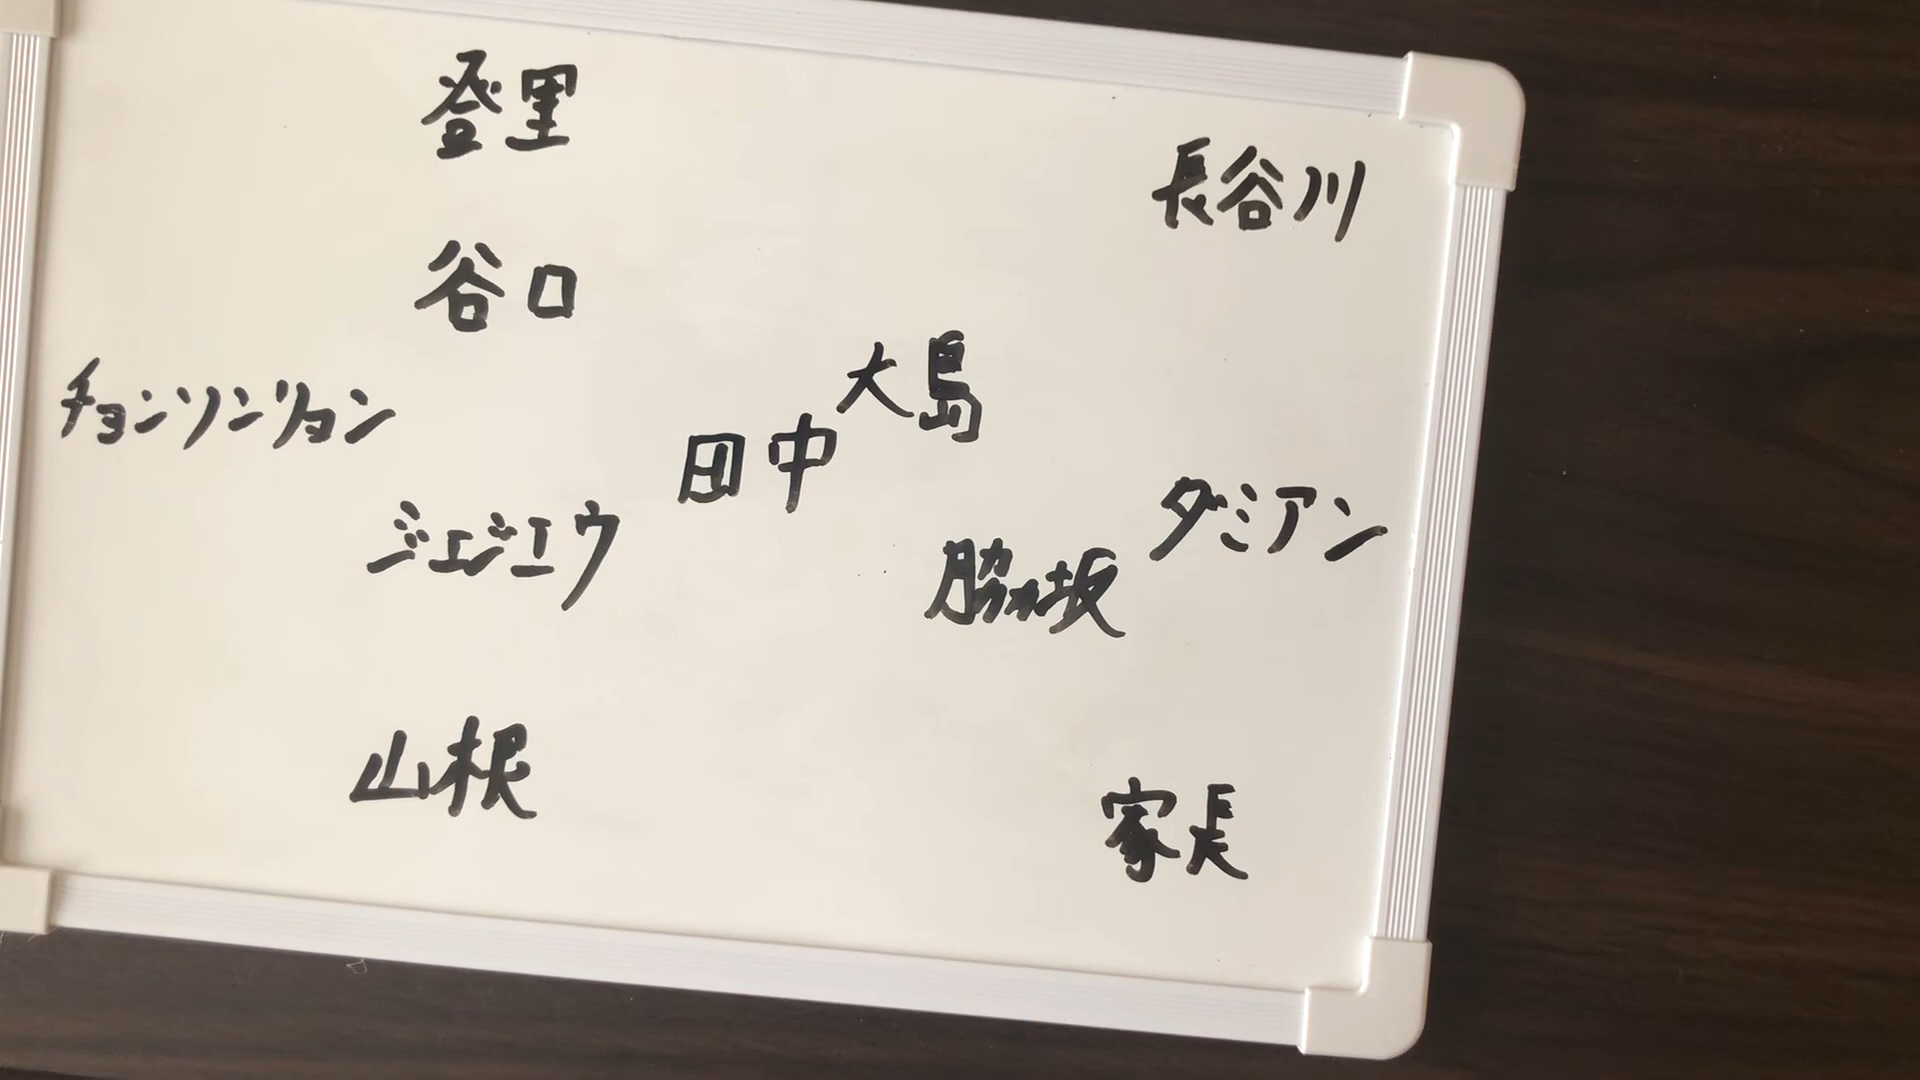 登里
長谷川
谷口
大島
チョンソンリョン
田中
ダミアン
ジェジエウ
脇坂
山根
家長